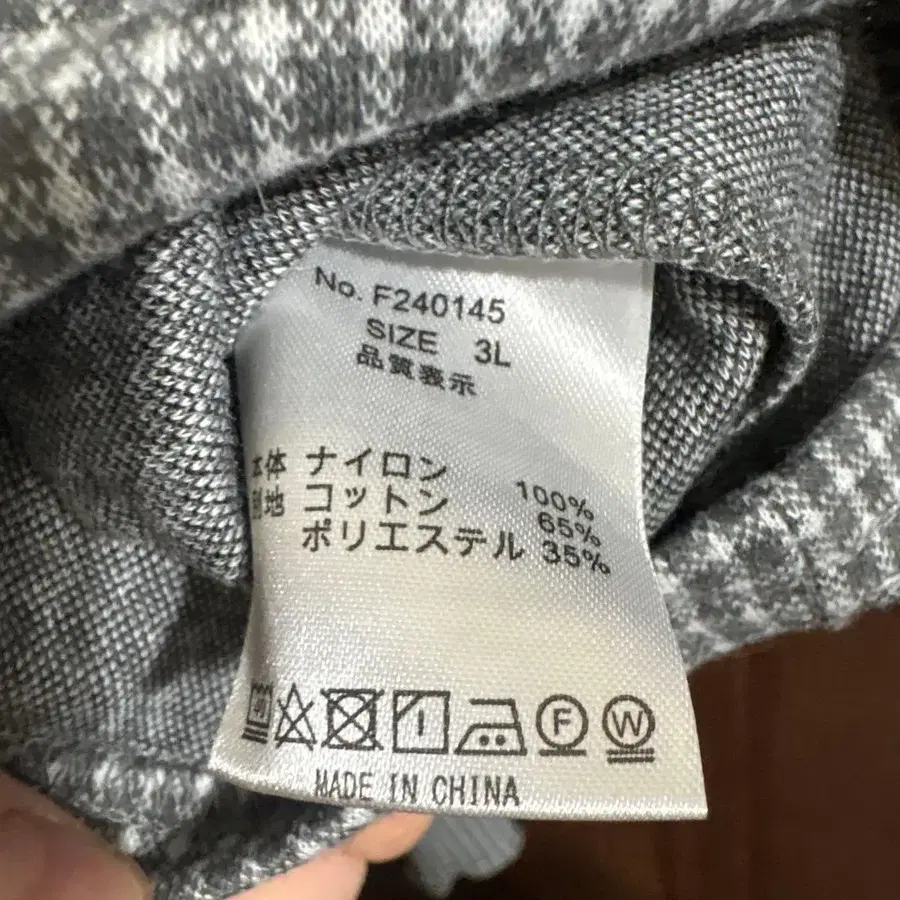 No. F240145
SIZE 3L
品質表示
本体 ナイロン 100%
別地 コットン 65%
ポリエステル 35%
40
F
W
MADE IN CHINA